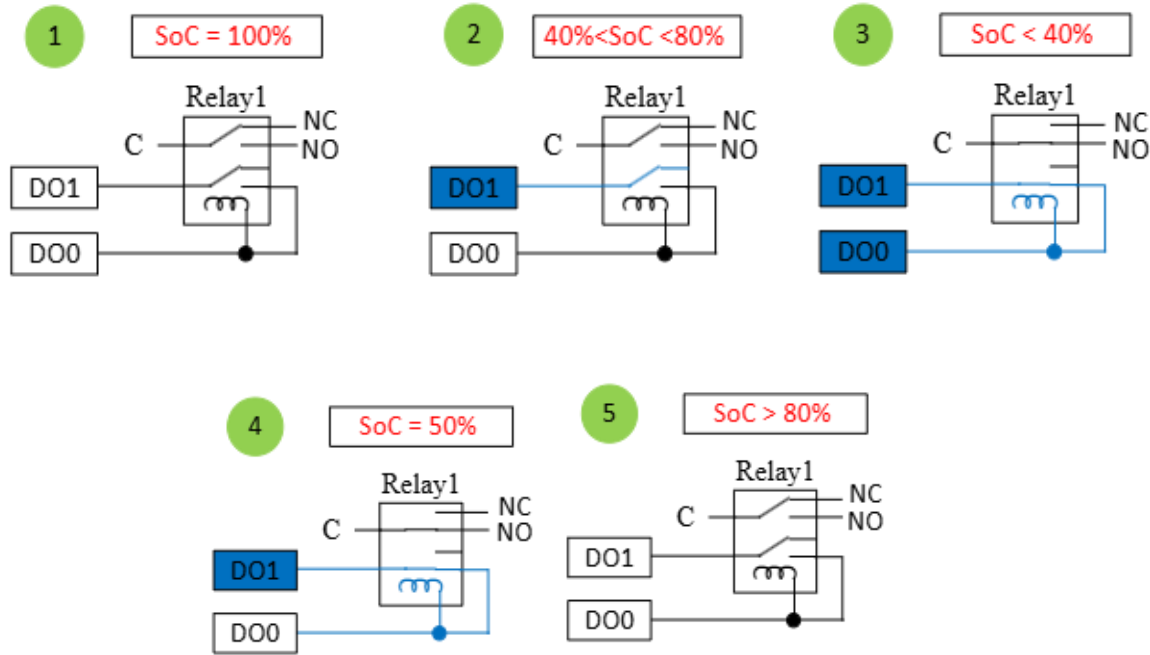 1
SoC = 100%
2
40%<SoC <80%
3
SoC < 40%
Relay1
C
NC
NO
DO1
DO0
Relay1
C
NC
NO
DO1
DO0
Relay1
C
NC
NO
DO1
DO0
4
SoC = 50%
5
SoC > 80%
Relay1
C
NC
NO
DO1
DO0
Relay1
C
NC
NO
DO1
DO0